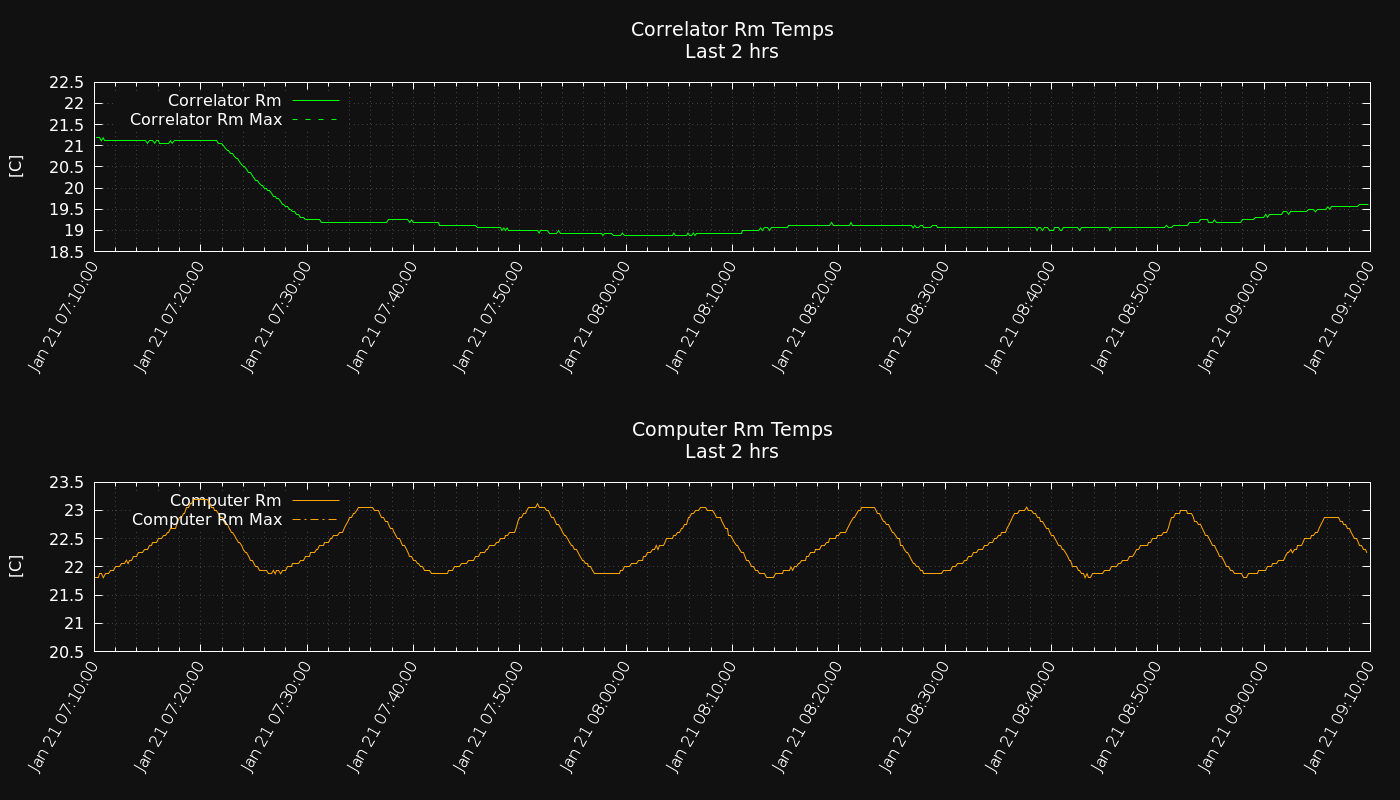 Correlator Rm Temps
Last 2 hrs
22.5
22
21.5
21
20.5
20
19.5
19
18.5
[C]
Correlator Rm
Correlator Rm Max
Jan 21 07:10:00
Jan 21 07:20:00
Jan 21 07:30:00
Jan 21 07:40:00
Jan 21 07:50:00
Jan 21 08:00:00
Jan 21 08:10:00
Jan 21 08:20:00
Jan 21 08:30:00
Jan 21 08:40:00
Jan 21 08:50:00
Jan 21 09:00:00
Jan 21 09:10:00
Computer Rm Temps
Last 2 hrs
23.5
23
22.5
22
21.5
21
20.5
[C]
Computer Rm
Computer Rm Max
Jan 21 07:10:00
Jan 21 07:20:00
Jan 21 07:30:00
Jan 21 07:40:00
Jan 21 07:50:00
Jan 21 08:00:00
Jan 21 08:10:00
Jan 21 08:20:00
Jan 21 08:30:00
Jan 21 08:40:00
Jan 21 08:50:00
Jan 21 09:00:00
Jan 21 09:10:00